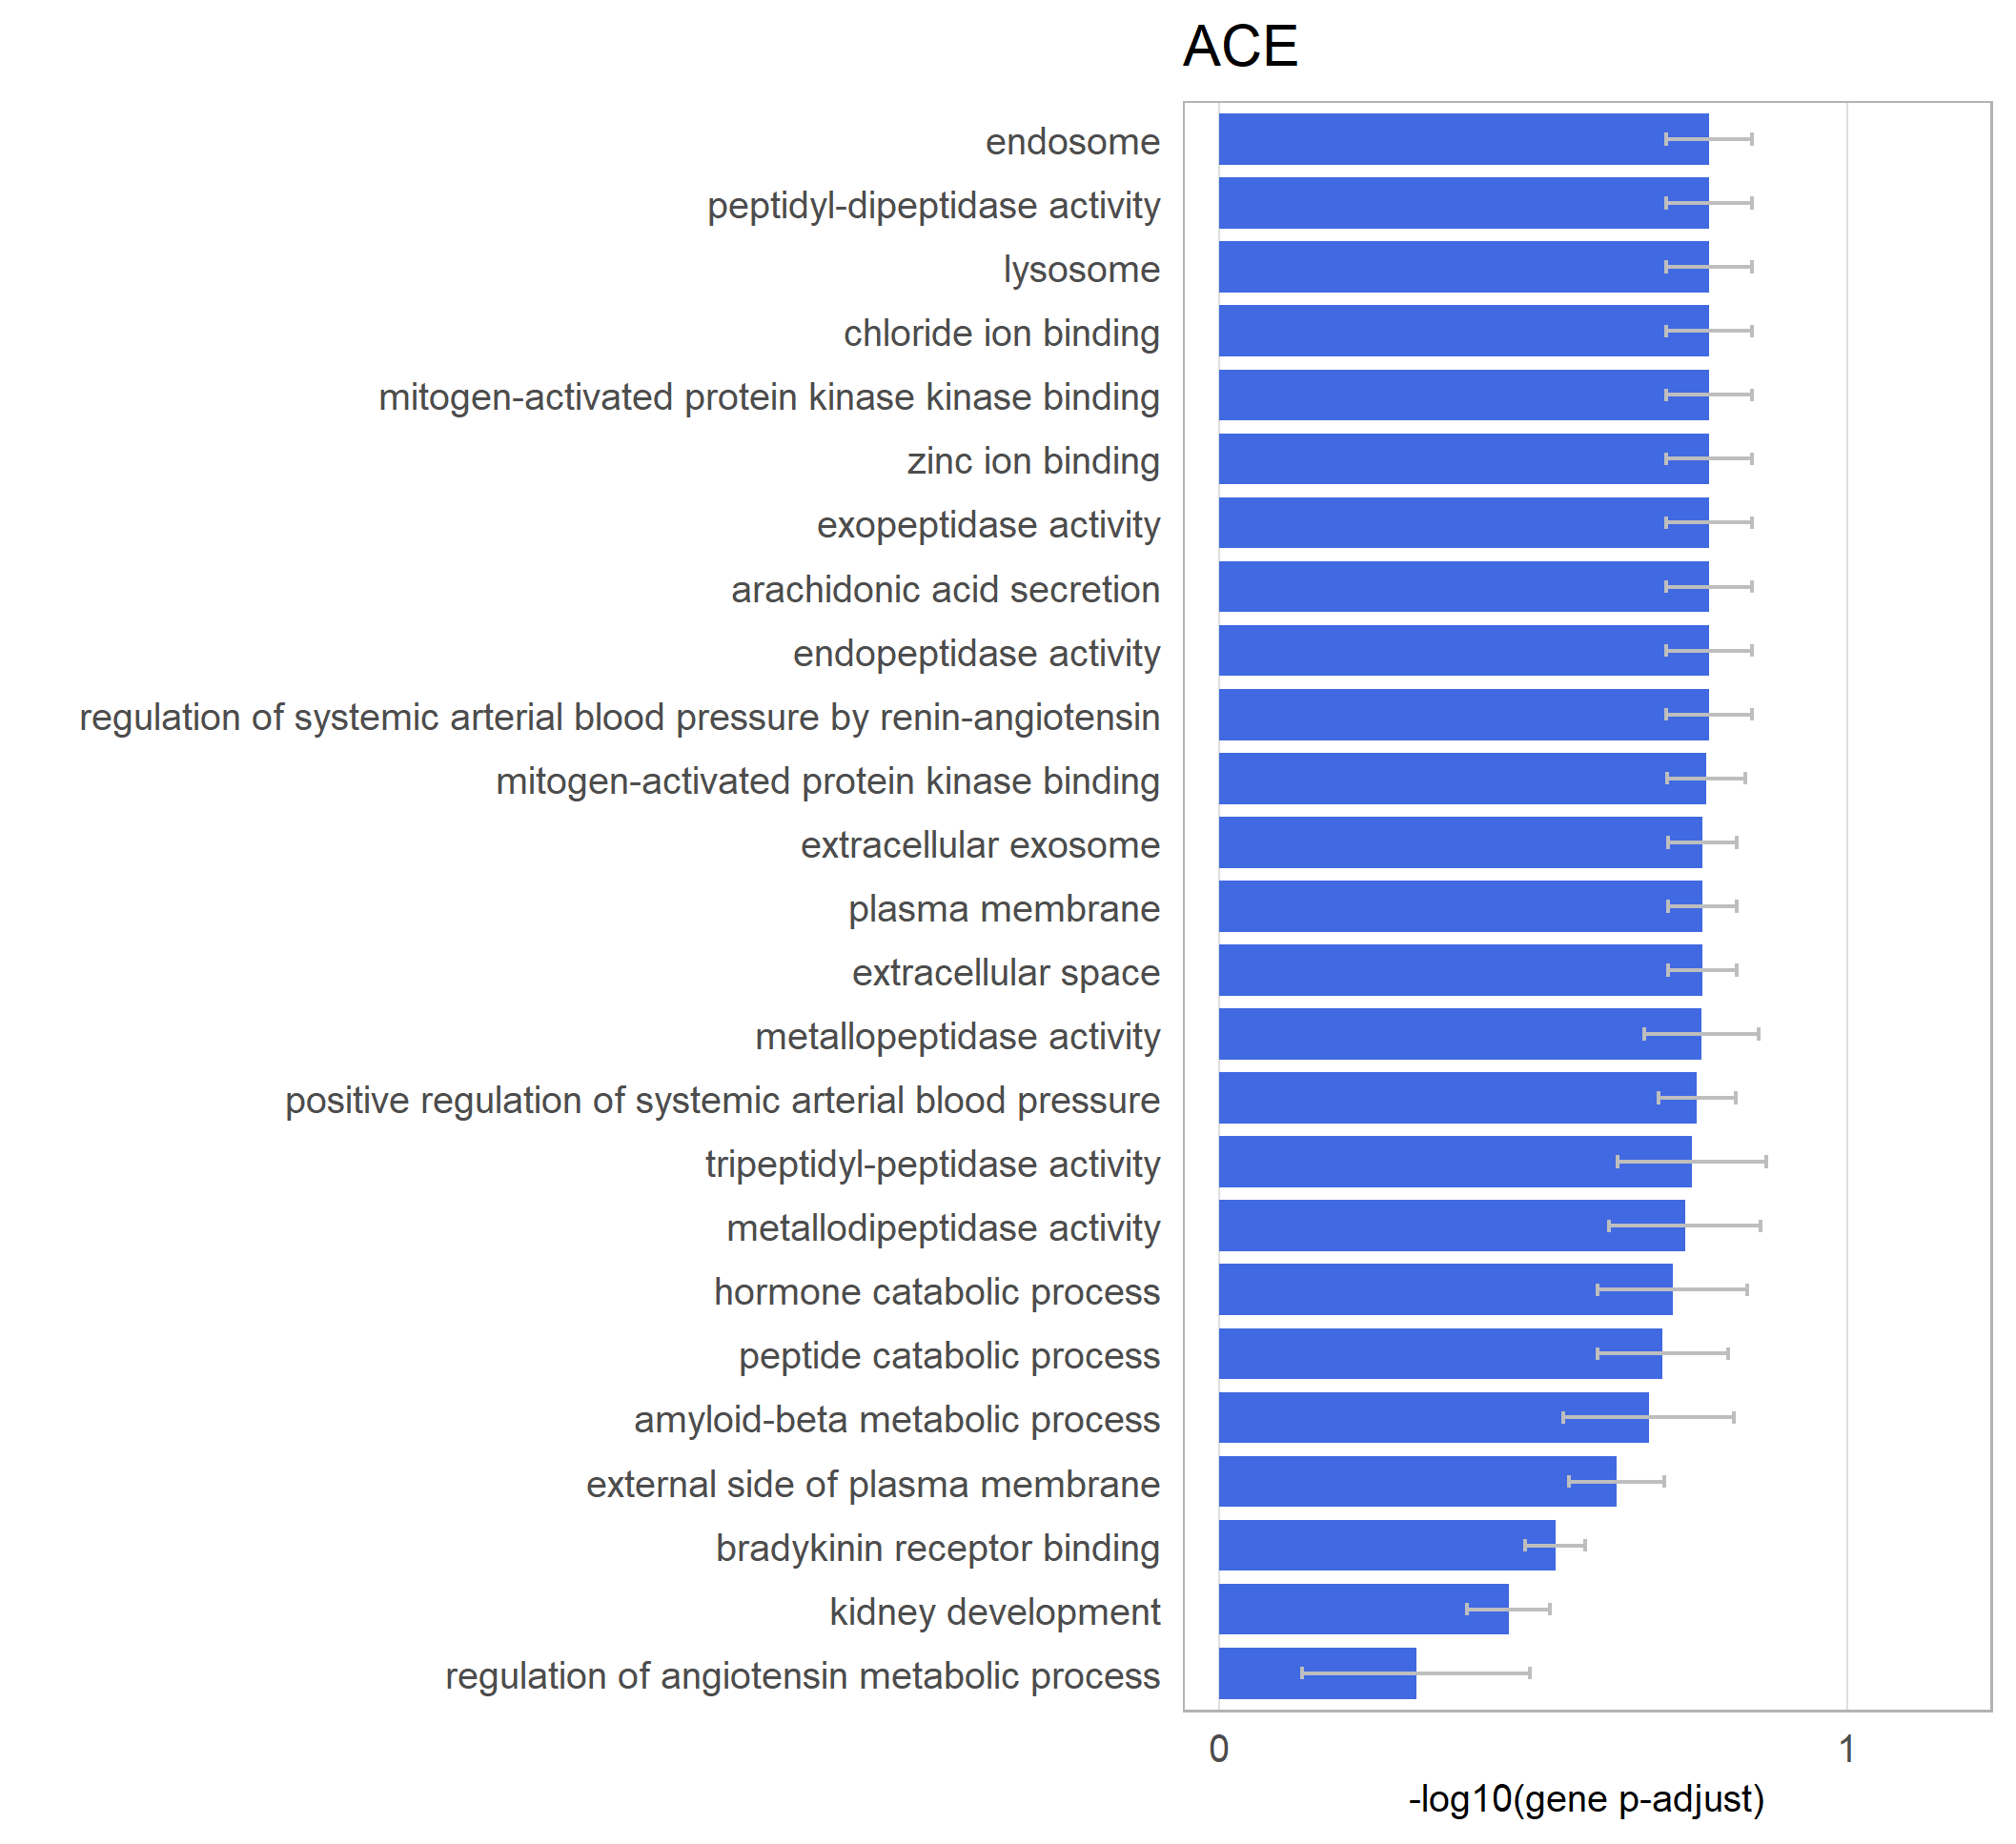 ACE
endosome
peptidyl-dipeptidase activity
lysosome
chloride ion binding
mitogen-activated protein kinase kinase binding
zinc ion binding
exopeptidase activity
arachidonic acid secretion
endopeptidase activity
regulation of systemic arterial blood pressure by renin-angiotensin
mitogen-activated protein kinase binding
extracellular exosome
plasma membrane
extracellular space
metallopeptidase activity
positive regulation of systemic arterial blood pressure
tripeptidyl-peptidase activity
metallodipeptidase activity
hormone catabolic process
peptide catabolic process
amyloid-beta metabolic process
external side of plasma membrane
bradykinin receptor binding
kidney development
regulation of angiotensin metabolic process
0 1
-log10(gene p-adjust)